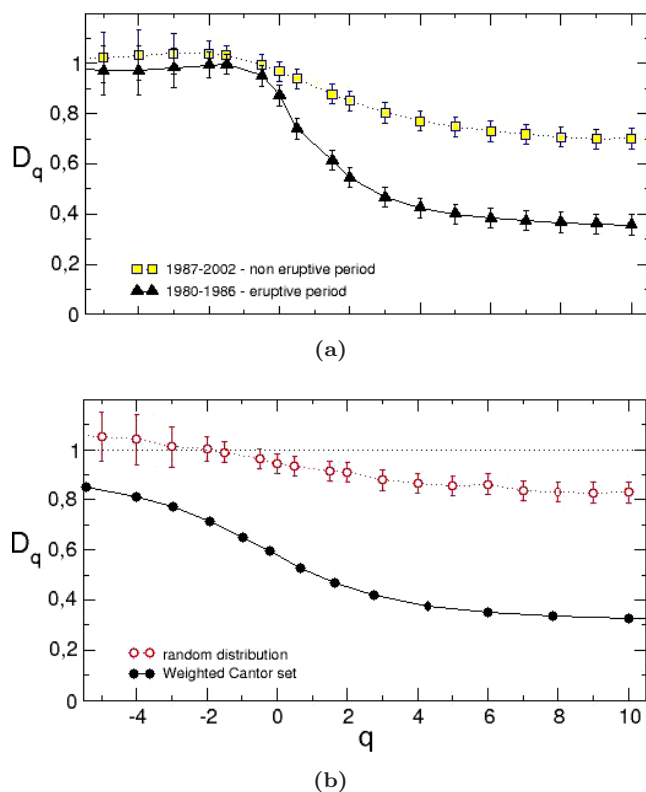 1
0,8
D_q
0,6
0,4
0,2
0
1987-2002 - non eruptive period
1980-1986 - eruptive period
(a)
1
0,8
D_q
0,6
0,4
0,2
0
random distribution
Weighted Cantor set
-4 -2 0 2 4 6 8 10
q
(b)